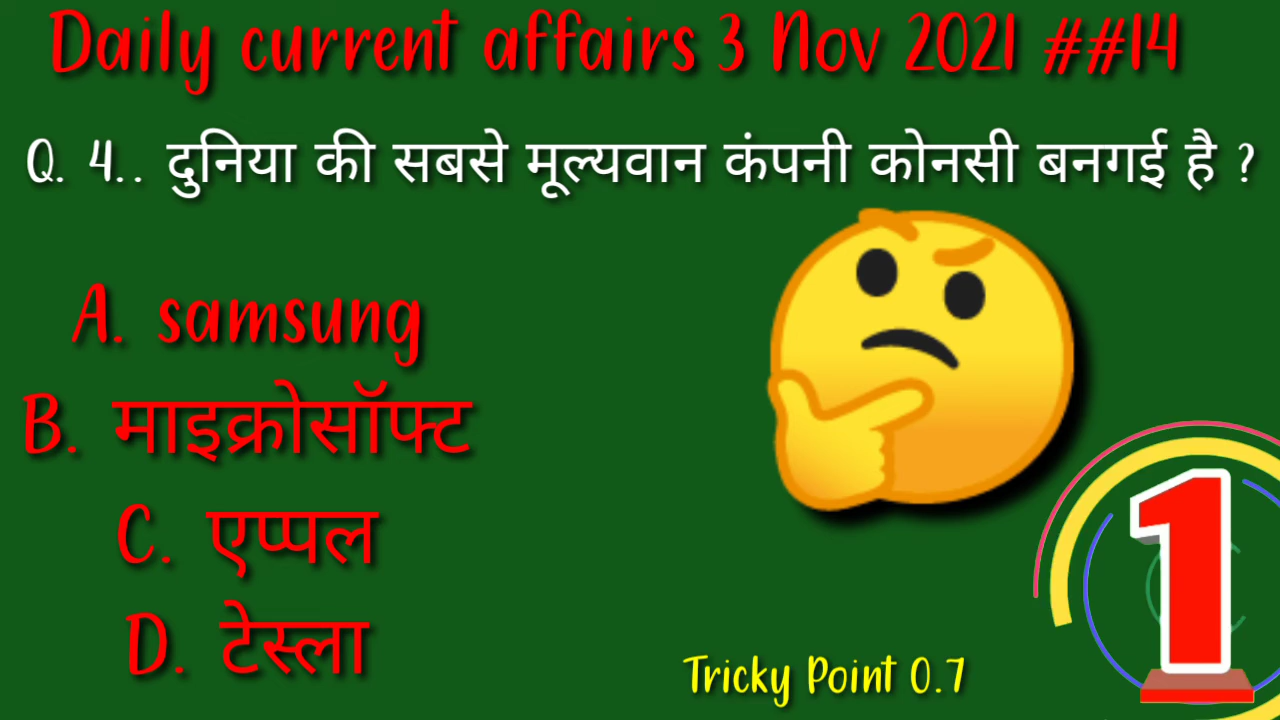 Daily current affairs 3 Nov 2021 ##14
Q. 4.. दुनिया की सबसे मूल्यवान कंपनी कोनसी बनगई है ?
A. samsung
B. माइक्रोसॉफ्ट
C. एप्पल
D. टेस्ला
Tricky Point 0.7
1